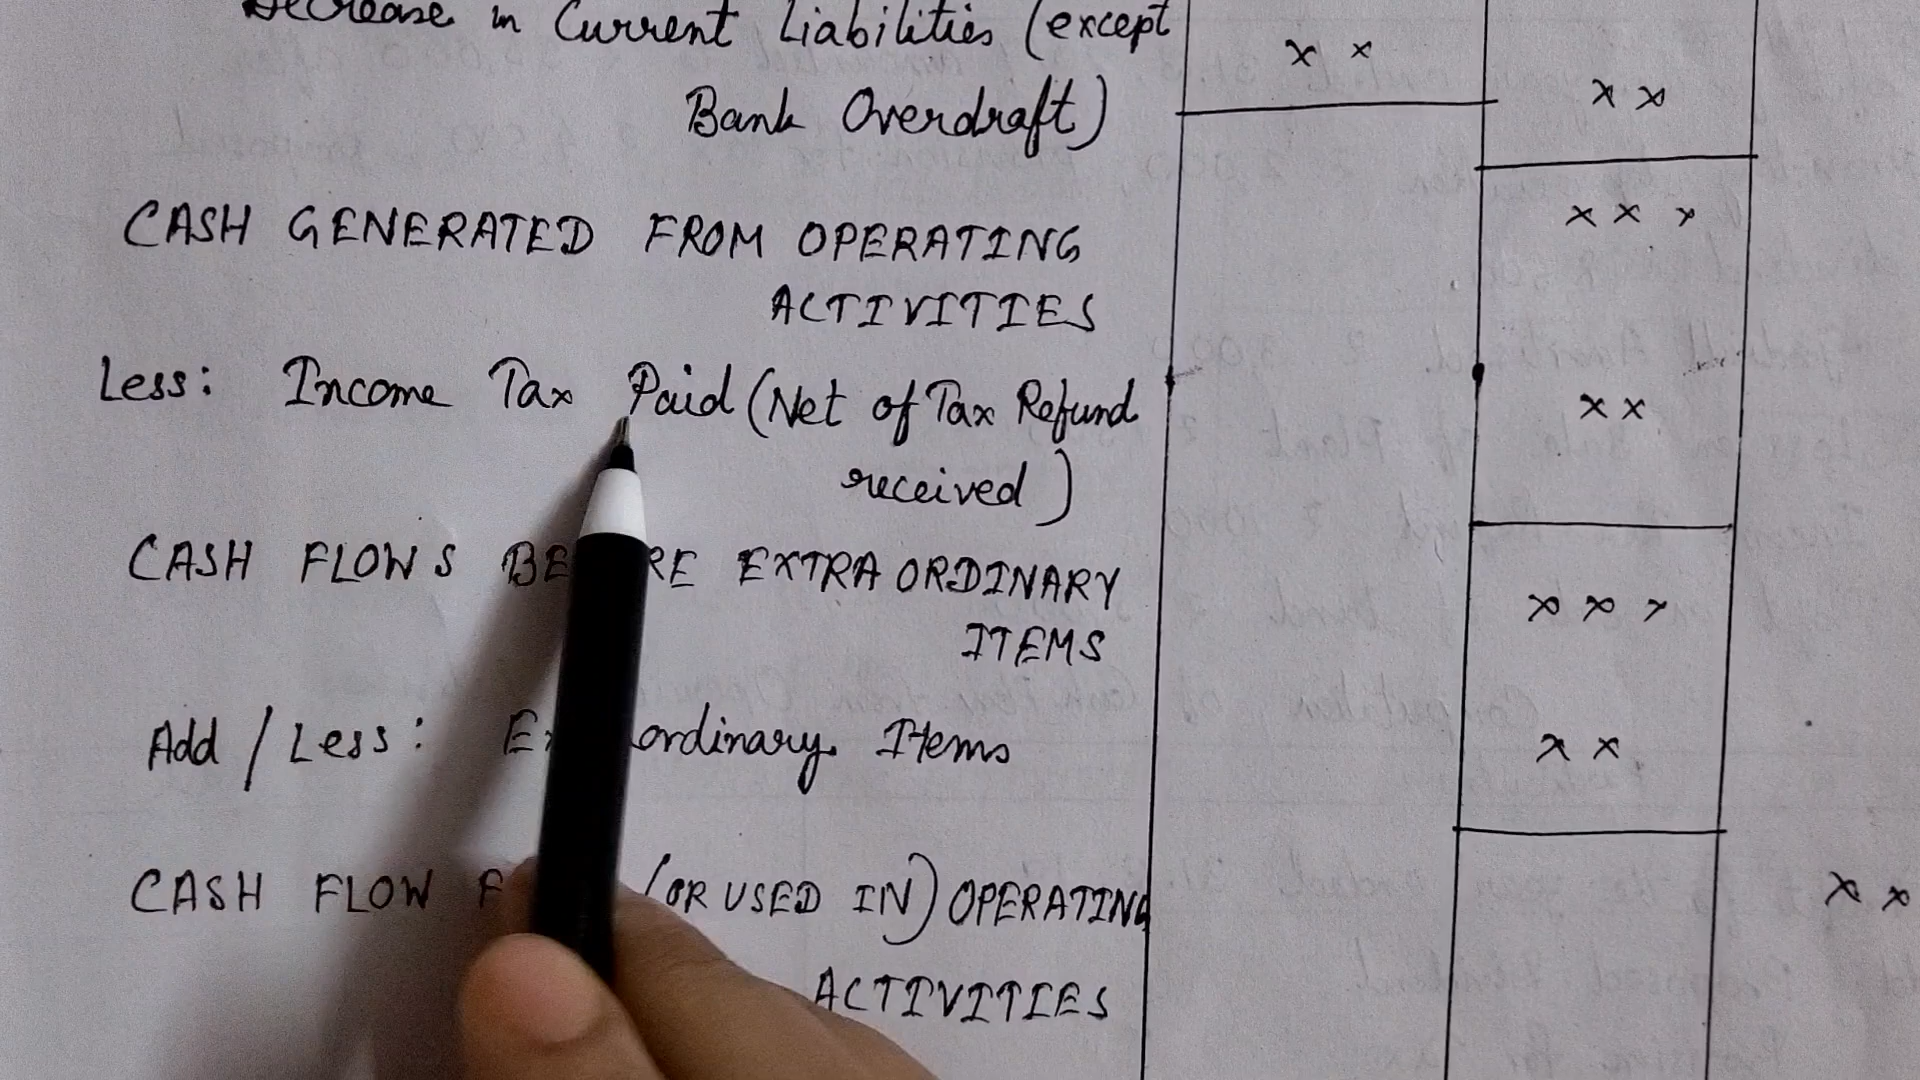 Decrease in Current Liabilities (except
x x
Bank Overdraft)
x x
CASH GENERATED FROM OPERATING
x x x
ACTIVITIES
Less: Income Tax Paid (Net of Tax Refund
x x
received)
CASH FLOWS BE RE EXTRA ORDINARY
x x x
ITEMS
Add / Less: Ex ordinary Items
x x
CASH FLOW F (OR USED IN) OPERATING
x x
ACTIVITIES